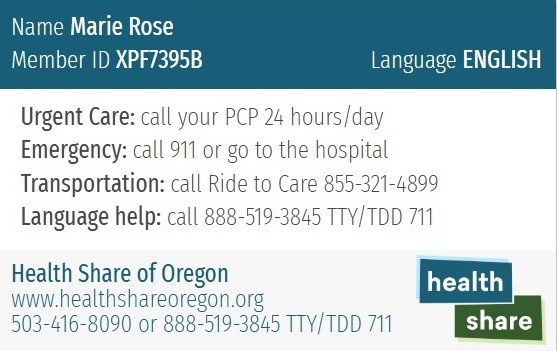 Name Marie Rose
Member ID XPF7395B Language ENGLISH
Urgent Care: call your PCP 24 hours/day
Emergency: call 911 or go to the hospital
Transportation: call Ride to Care 855-321-4899
Language help: call 888-519-3845 TTY/TDD 711
Health Share of Oregon
www.healthshareoregon.org
503-416-8090 or 888-519-3845 TTY/TDD 711
health
share